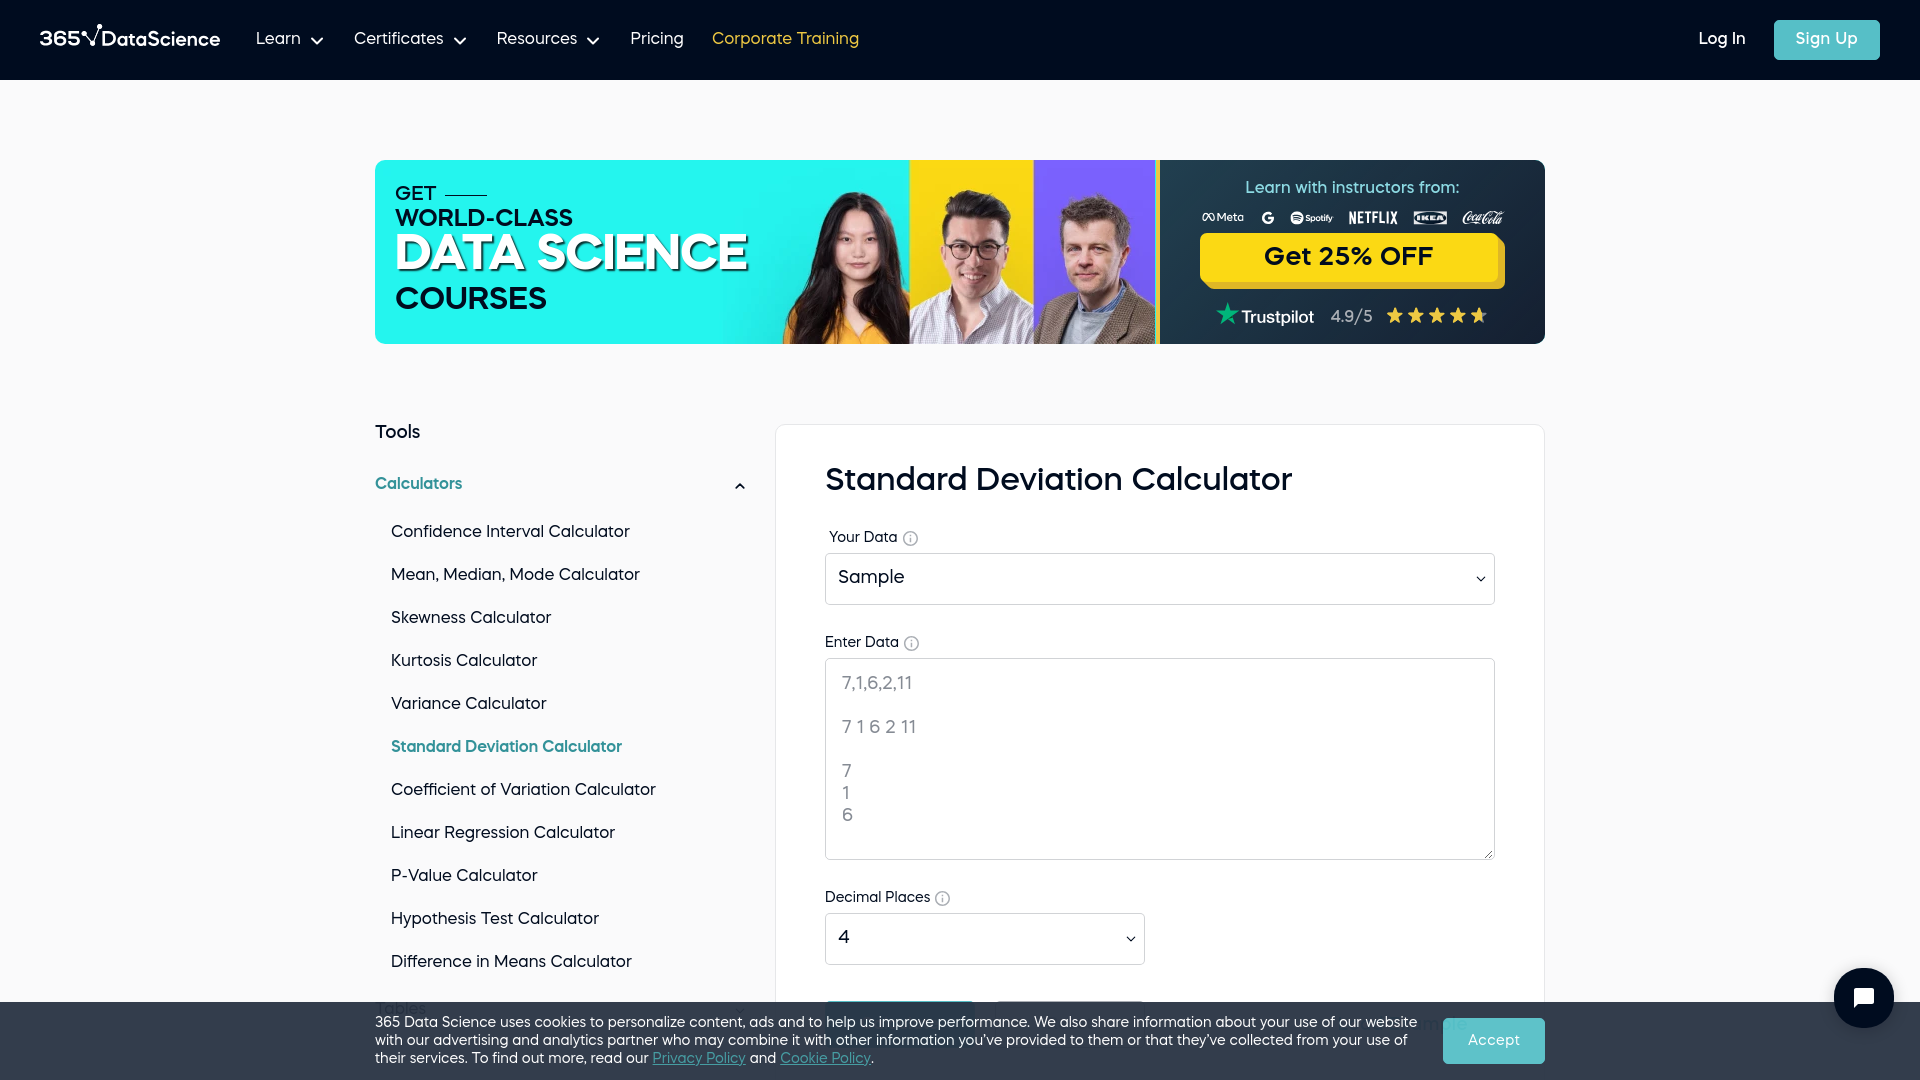 365 DataScience
Learn
Certificates
Resources
Pricing
Corporate Training
Log In
Sign Up
GET
WORLD-CLASS
DATA SCIENCE
COURSES
Learn with instructors from:
Meta
G
Spotify
NETFLIX
IKEA
Coca-Cola
Get 25% OFF
Trustpilot 4.9/5
Tools
Calculators
Confidence Interval Calculator
Mean, Median, Mode Calculator
Skewness Calculator
Kurtosis Calculator
Variance Calculator
Standard Deviation Calculator
Coefficient of Variation Calculator
Linear Regression Calculator
P-Value Calculator
Hypothesis Test Calculator
Difference in Means Calculator
Tables
Standard Deviation Calculator
Your Data
Sample
Enter Data
7,1,6,2,11
7 1 6 2 11
7
1
6
Decimal Places
4
365 Data Science uses cookies to personalize content, ads and to help us improve performance. We also share information about your use of our website
with our advertising and analytics partner who may combine it with other information you've provided to them or that they've collected from your use of
their services. To find out more, read our Privacy Policy and Cookie Policy.
Accept